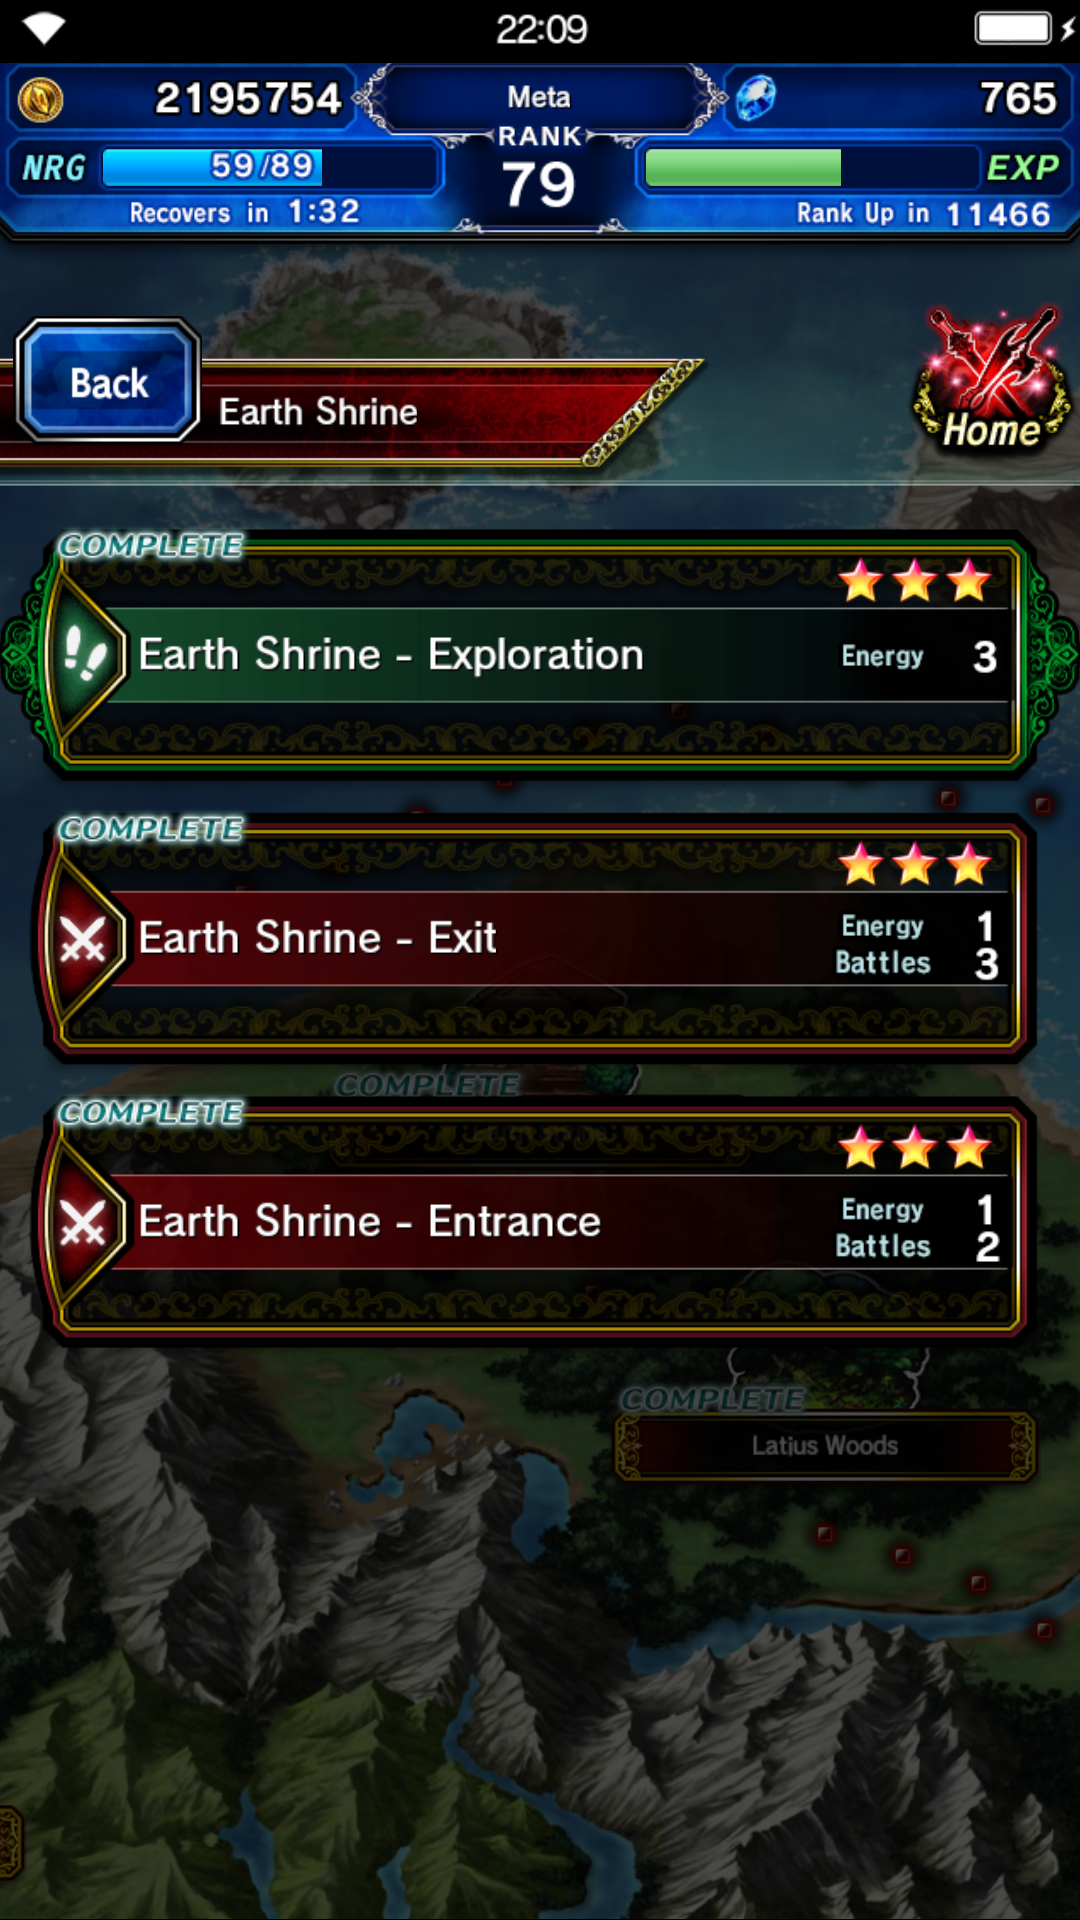 22:09
2195754
Meta
765
RANK
79
NRG
59/89
EXP
Recovers in 1:32
Rank Up in 11466
Back
Earth Shrine
Home
COMPLETE
Earth Shrine - Exploration
Energy 3
COMPLETE
Earth Shrine - Exit
Energy 1
Battles 3
COMPLETE
COMPLETE
Earth Shrine - Entrance
Energy 1
Battles 2
COMPLETE
Latius Woods